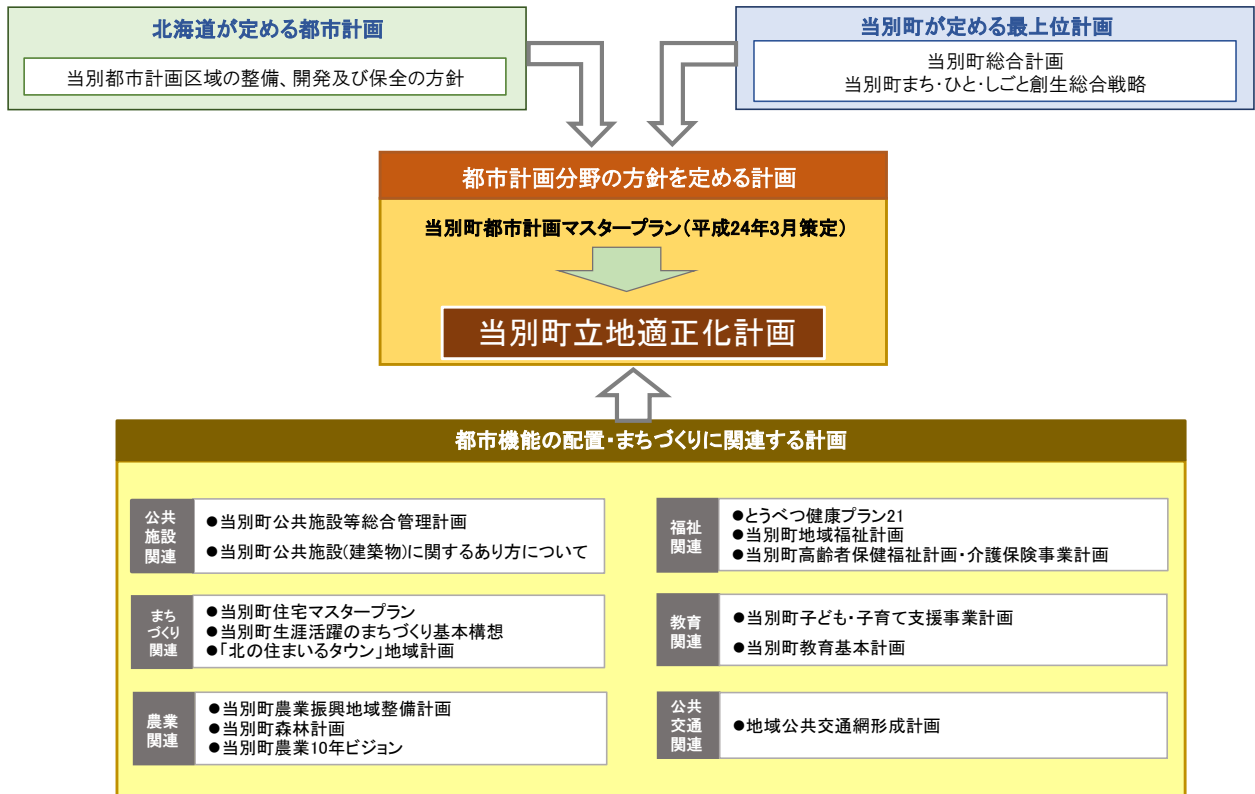 北海道が定める都市計画
当別都市計画区域の整備、開発及び保全の方針
当別町が定める最上位計画
当別町総合計画
当別町まち・ひと・しごと創生総合戦略
都市計画分野の方針を定める計画
当別町都市計画マスタープラン(平成24年3月策定)
当別町立地適正化計画
都市機能の配置・まちづくりに関連する計画
公共
施設
関連
●当別町公共施設等総合管理計画
●当別町公共施設(建築物)に関するあり方について
まち
づくり
関連
●当別町住宅マスタープラン
●当別町生涯活躍のまちづくり基本構想
●「北の住まいるタウン」地域計画
農業
関連
●当別町農業振興地域整備計画
●当別町森林計画
●当別町農業10年ビジョン
福祉
関連
●とうべつ健康プラン21
●当別町地域福祉計画
●当別町高齢者保健福祉計画・介護保険事業計画
教育
関連
●当別町子ども・子育て支援事業計画
●当別町教育基本計画
公共
交通
関連
●地域公共交通網形成計画